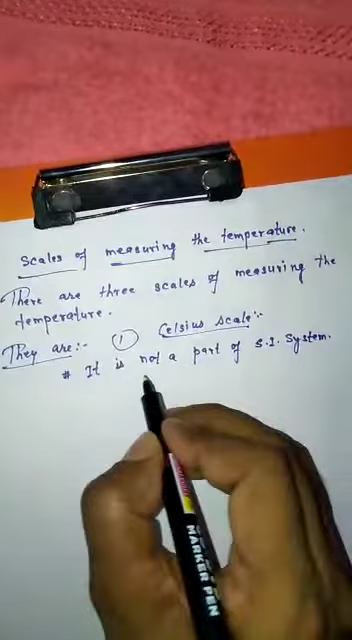 Scales of measuring the temperature.
There are three scales of measuring the
temperature.
They are:- ① Celsius scale:-
# It is not a part of S.I. System.
MARKER PEN